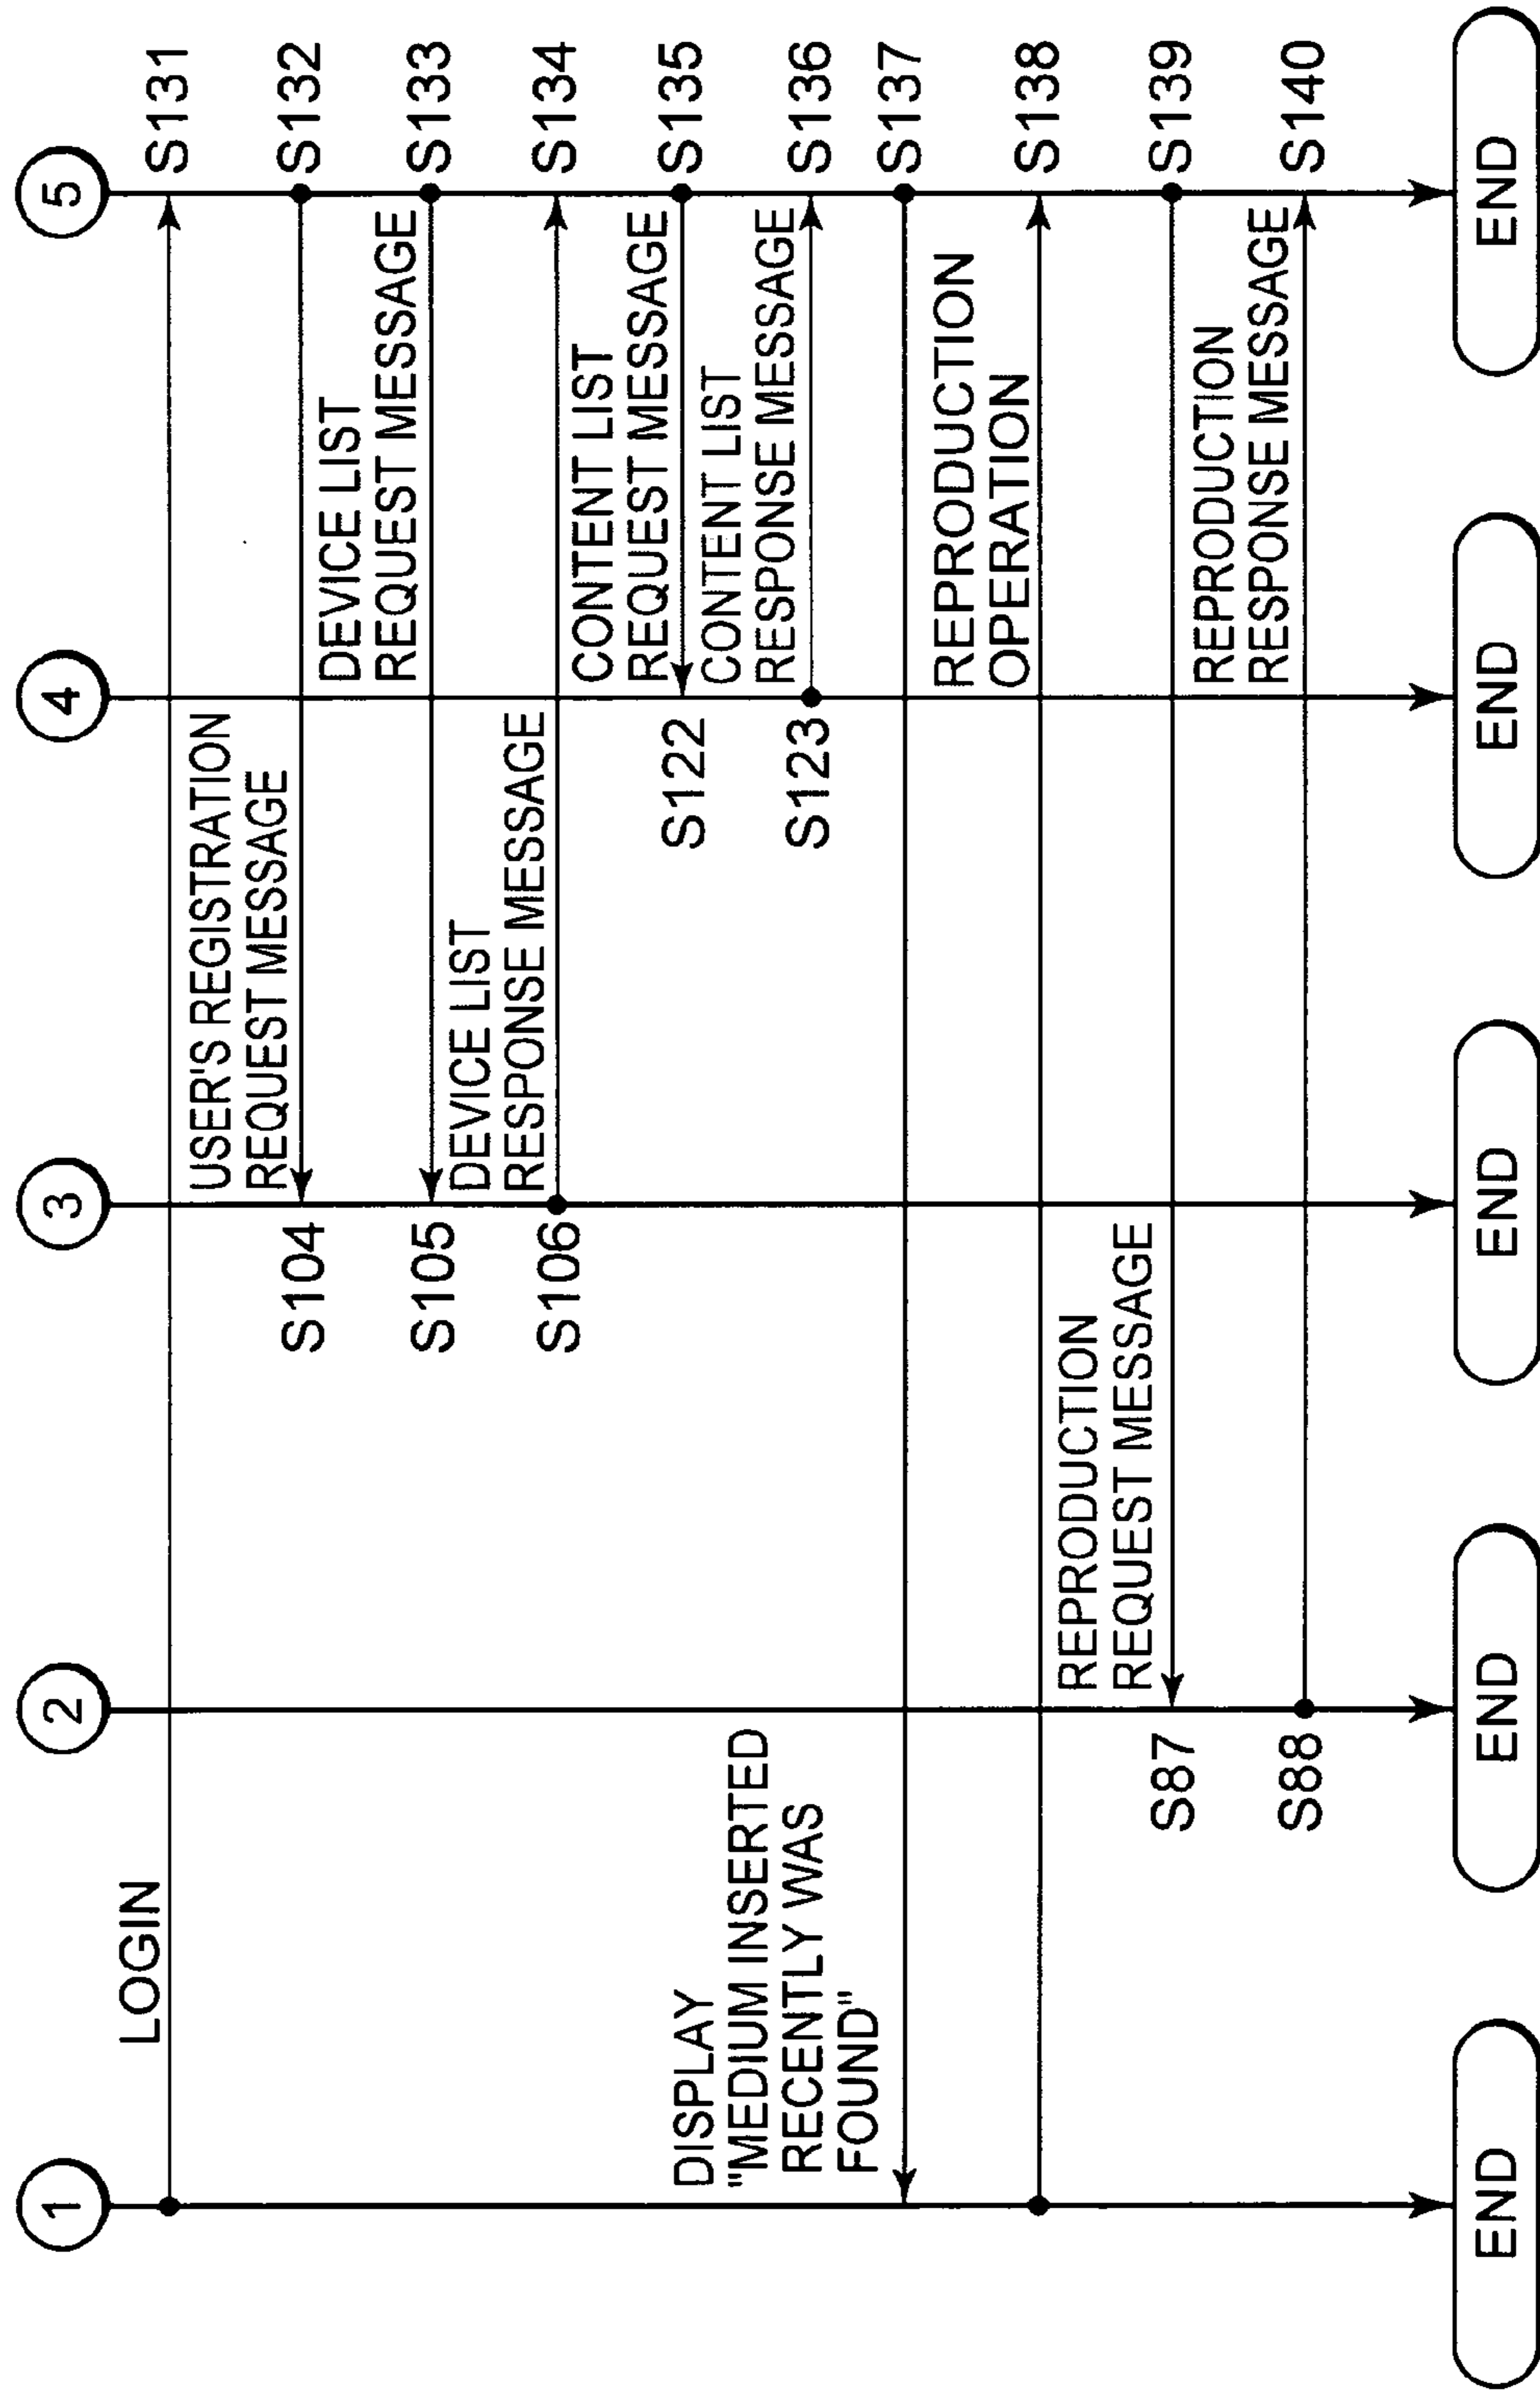 1
2
3
4
5
LOGIN
S131
USER'S REGISTRATION
REQUEST MESSAGE
S104
S132
DEVICE LIST
REQUEST MESSAGE
S105
S133
DEVICE LIST
RESPONSE MESSAGE
S106
S134
CONTENT LIST
REQUEST MESSAGE
S122
S135
CONTENT LIST
RESPONSE MESSAGE
S123
S136
DISPLAY
"MEDIUM INSERTED
RECENTLY WAS
FOUND"
S137
REPRODUCTION
OPERATION
S138
REPRODUCTION
REQUEST MESSAGE
S87
S139
REPRODUCTION
RESPONSE MESSAGE
S88
S140
END
END
END
END
END